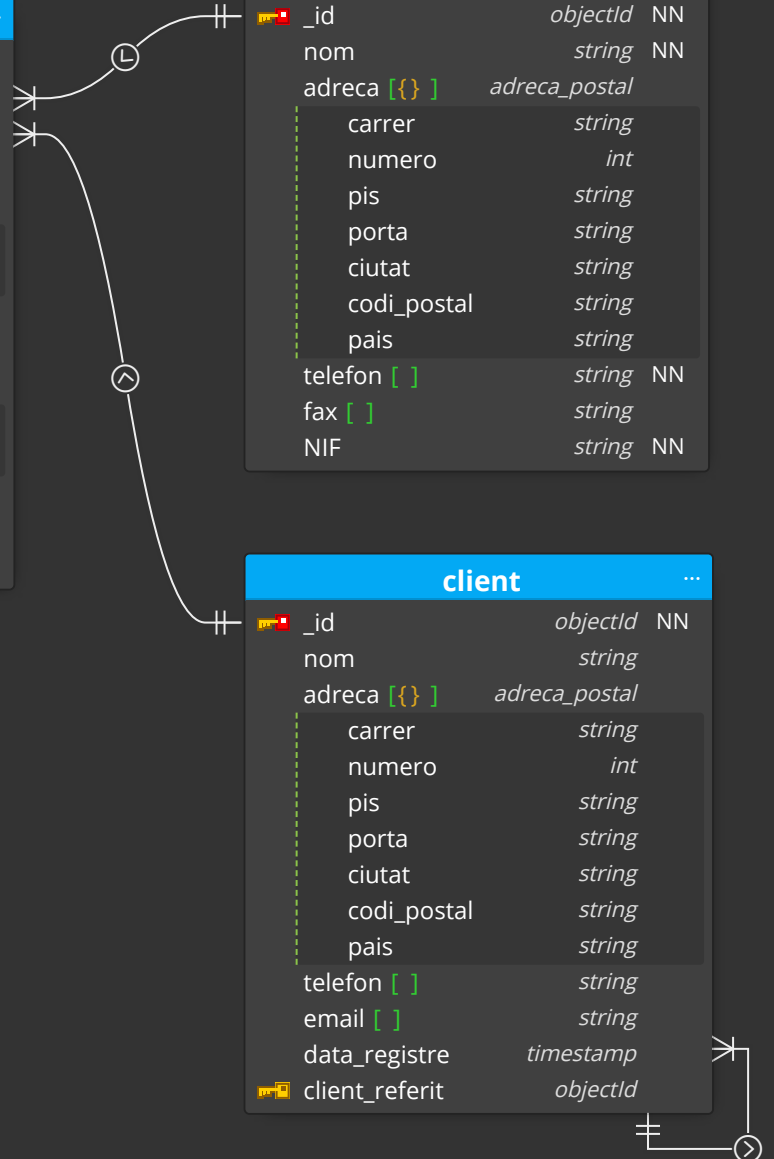 _id objectId NN
nom string NN
adreca [{} ] adreca_postal
carrer string
numero int
pis string
porta string
ciutat string
codi_postal string
pais string
telefon [ ] string NN
fax [ ] string
NIF string NN
client ...
_id objectId NN
nom string
adreca [{} ] adreca_postal
carrer string
numero int
pis string
porta string
ciutat string
codi_postal string
pais string
telefon [ ] string
email [ ] string
data_registre timestamp
client_referit objectId